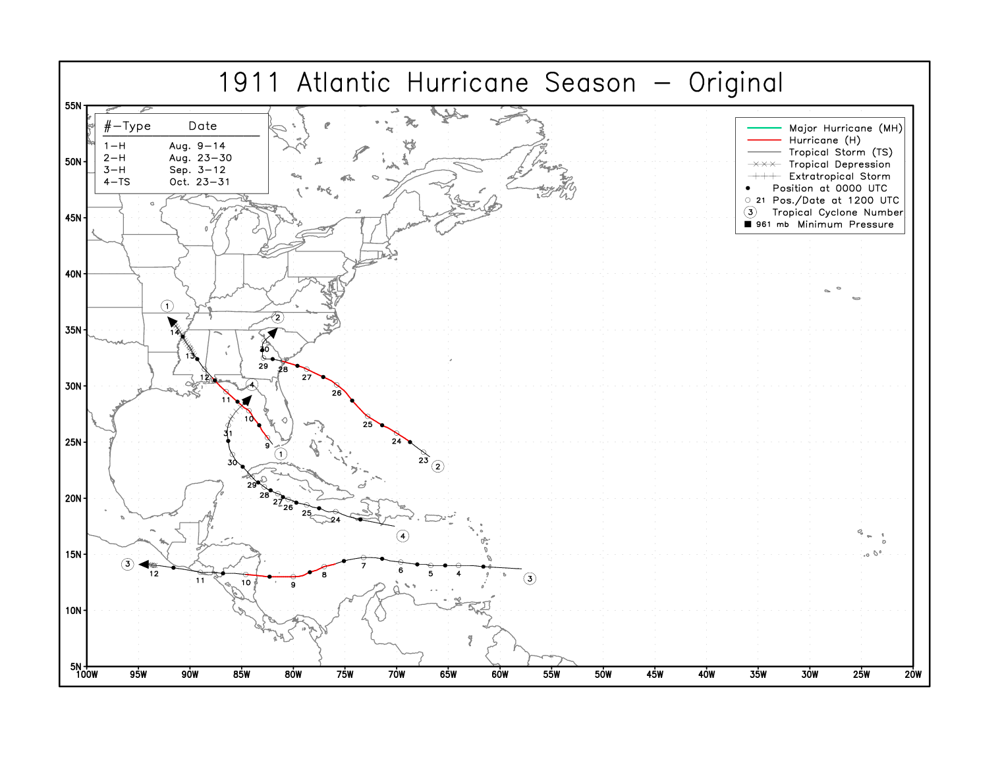 1911 Atlantic Hurricane Season – Original
#–Type Date
1–H Aug. 9–14
2–H Aug. 23–30
3–H Sep. 3–12
4–TS Oct. 23–31
Major Hurricane (MH)
Hurricane (H)
Tropical Storm (TS)
Tropical Depression
Extratropical Storm
Position at 0000 UTC
21 Pos./Date at 1200 UTC
3 Tropical Cyclone Number
961 mb Minimum Pressure
55N
50N
45N
40N
35N
30N
25N
20N
15N
10N
5N
1
14
13
12
11
10
9
1
2
30
29
28
27
26
25
24
23
2
4
31
30
29
28
27
26
25
24
4
3
12
11
10
9
8
7
6
5
4
3
100W 95W 90W 85W 80W 75W 70W 65W 60W 55W 50W 45W 40W 35W 30W 25W 20W